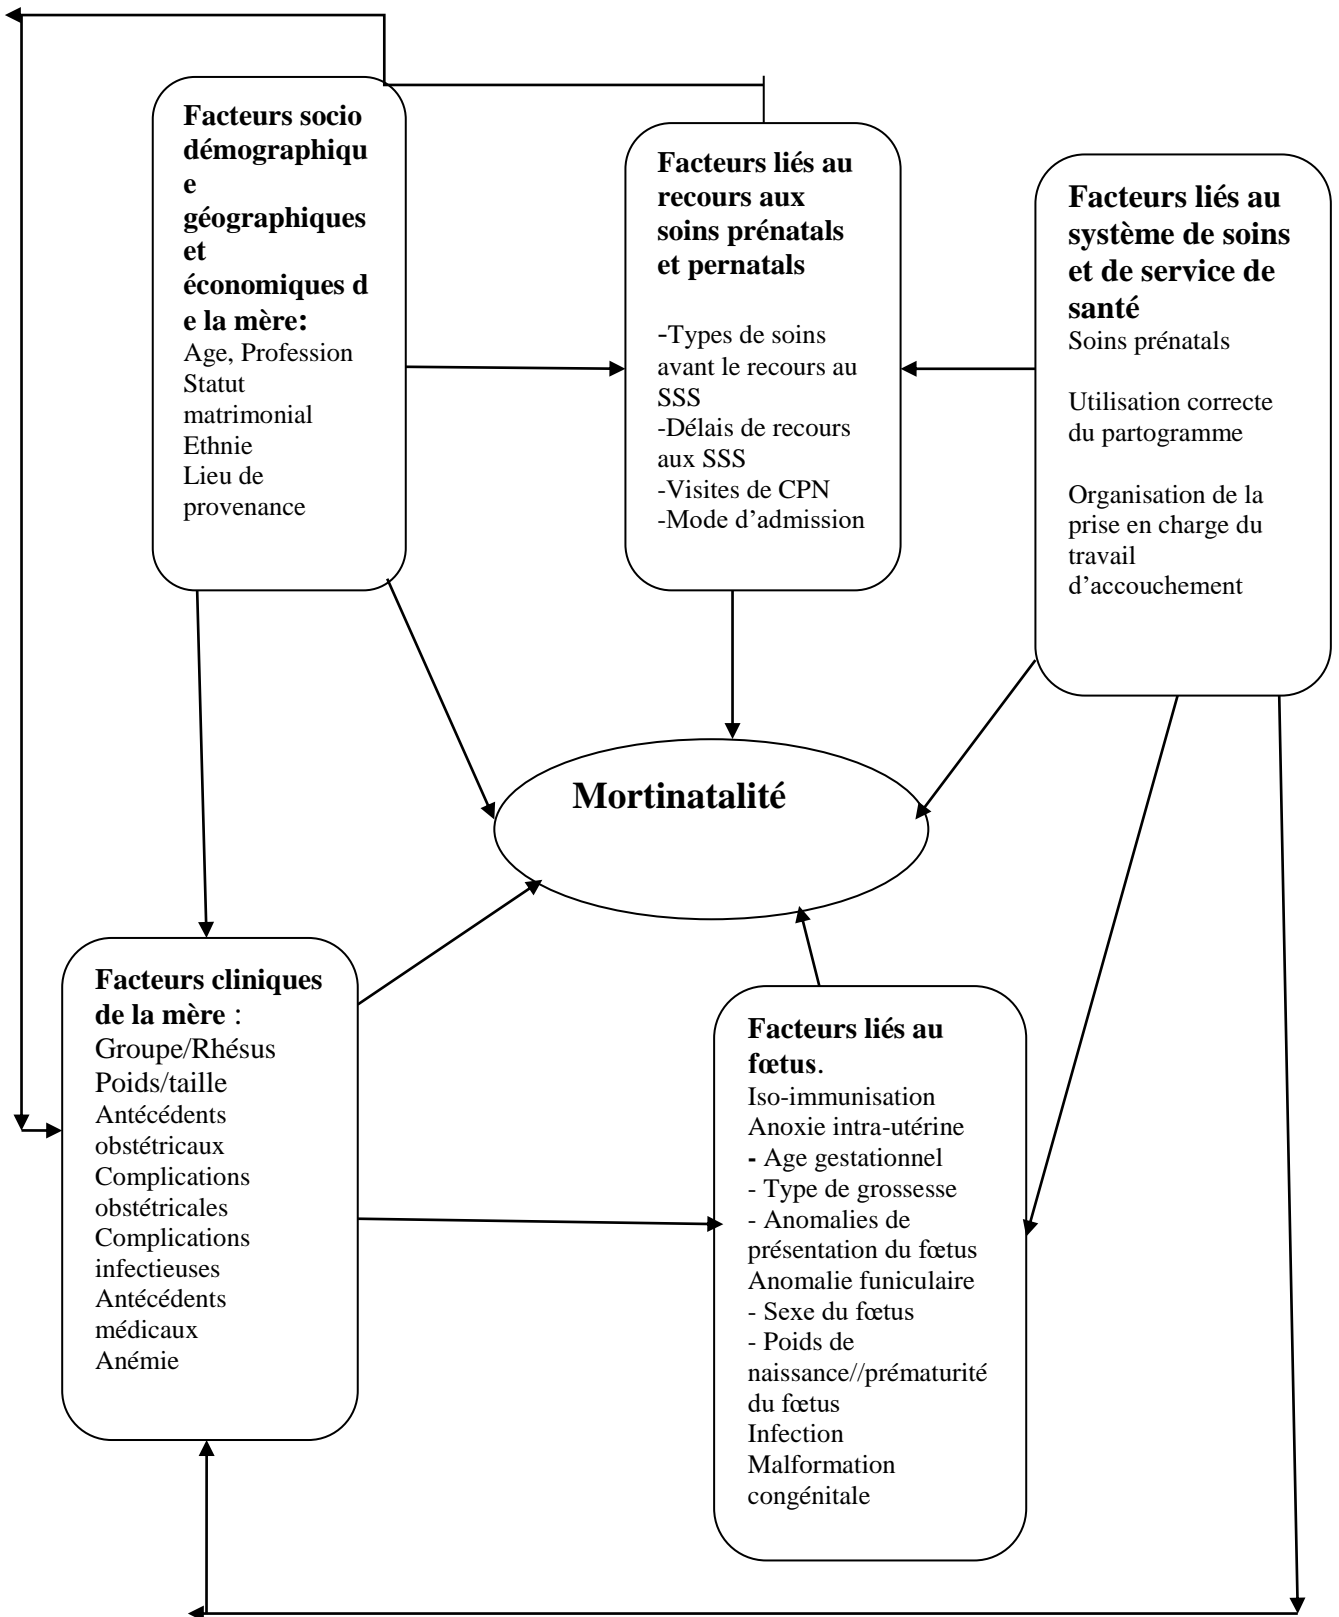 Facteurs socio
démographiqu
e
géographiques
et
économiques d
e la mère:
Age, Profession
Statut
matrimonial
Ethnie
Lieu de
provenance
Facteurs liés au
recours aux
soins prénatals
et pernatals
-Types de soins
avant le recours au
SSS
-Délais de recours
aux SSS
-Visites de CPN
-Mode d’admission
Facteurs liés au
système de soins
et de service de
santé
Soins prénatals
Utilisation correcte
du partogramme
Organisation de la
prise en charge du
travail
d’accouchement
Mortinatalité
Facteurs cliniques
de la mère :
Groupe/Rhésus
Poids/taille
Antécédents
obstétricaux
Complications
obstétricales
Complications
infectieuses
Antécédents
médicaux
Anémie
Facteurs liés au
fœtus.
Iso-immunisation
Anoxie intra-utérine
- Age gestationnel
- Type de grossesse
- Anomalies de
présentation du fœtus
Anomalie funiculaire
- Sexe du fœtus
- Poids de
naissance//prématurité
du fœtus
Infection
Malformation
congénitale